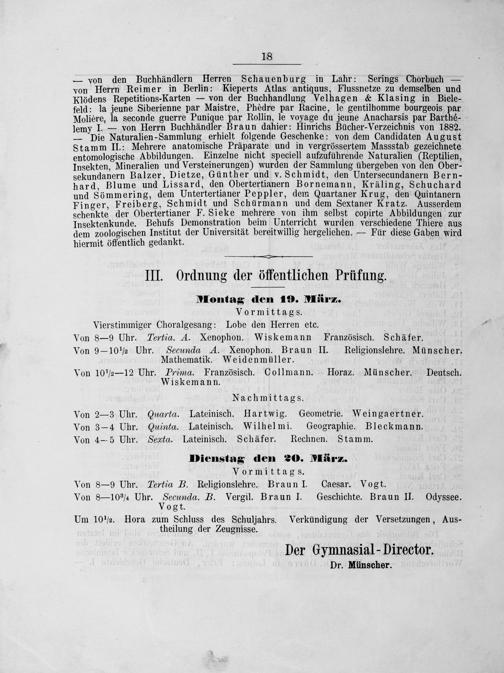 18
— von den Buchhändlern Herren Schauenburg in Lahr: Serings Chorbuch —
von Herrn Reimer in Berlin: Kieperts Atlas antiquus, Flussnetze zu demselben und
Klödens Repetitions-Karten — von der Buchhandlung Velhagen & Klasing in Biele-
feld: la jeune Siberienne par Maistre, Phèdre par Racine, le gentilhomme bourgeois par
Molière, la seconde guerre Punique par Rollin, le voyage du jeune Anacharsis par Barthé-
lemy I. — von Herrn Buchhändler Braun dahier: Hinrichs Bücher-Verzeichnis von 1882.
— Die Naturalien-Sammlung erhielt folgende Geschenke: von dem Candidaten August
Stamm II.: Mehrere anatomische Präparate und in vergrössertem Massstab gezeichnete
entomologische Abbildungen. Einzelne nicht speciell aufzufuhrende Naturalien (Reptilien,
Insekten, Mineralien und Versteinerungen) wurden der Sammlung übergeben von den Ober-
sekundanern Balzer, Dietze, Günther und v. Schmidt, den Untersecundanern Bern-
hard, Blume und Lissard, den Obertertianern Bornemann, Kräling, Schuchard
und Sömmering, dem Untertertianer Peppler, dem Quartaner Krug, den Quintanern
Finger, Freiberg, Schmidt und Schürmann und dem Sextaner Kratz. Ausserdem
schenkte der Obertertianer F. Sieke mehrere von ihm selbst copirte Abbildungen zur
Insektenkunde. Behufs Demonstration beim Unterricht wurden verschiedene Thiere aus
dem zoologischen Institut der Universität bereitwillig hergeliehen. — Für diese Gaben wird
hiermit öffentlich gedankt.
III. Ordnung der öffentlichen Prüfung.
Montag den 19. März.
Vormittags.
Vierstimmiger Choralgesang: Lobe den Herren etc.
Von 8—9 Uhr. Tertia. A. Xenophon. Wiskemann Französisch. Schäfer.
Von 9—10½ Uhr. Secunda A. Xenophon. Braun II. Religionslehre. Münscher.
Mathematik. Weidenmüller.
Von 10½—12 Uhr. Prima. Französisch. Collmann. Horaz. Münscher. Deutsch.
Wiskemann.
Nachmittags.
Von 2—3 Uhr. Quarta. Lateinisch. Hartwig. Geometrie. Weingaertner.
Von 3—4 Uhr. Quinta. Lateinisch. Wilhelmi. Geographie. Bleckmann.
Von 4—5 Uhr. Sexta. Lateinisch. Schäfer. Rechnen. Stamm.
Dienstag den 20. März.
Vormittags.
Von 8—9 Uhr. Tertia B. Religionslehre. Braun I. Caesar. Vogt.
Von 8—10¾ Uhr. Secunda. B. Vergil. Braun I. Geschichte. Braun II. Odyssee.
Vogt.
Um 10½. Hora zum Schluss des Schuljahrs. Verkündigung der Versetzungen, Aus-
theilung der Zeugnisse.
Der Gymnasial-Director.
Dr. Münscher.